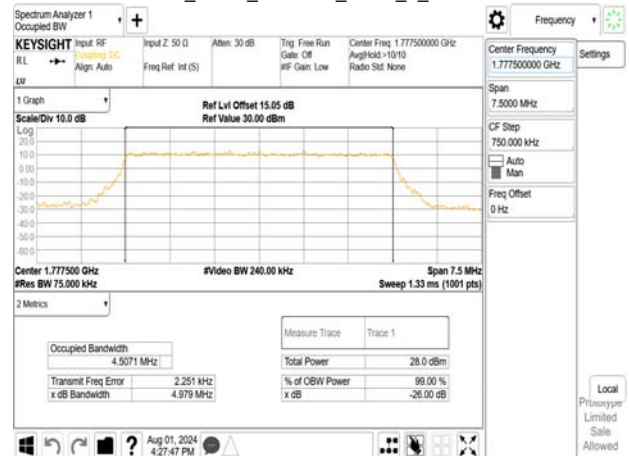 Spectrum Analyzer 1
Occupied BW
Frequency
KEYSIGHT
Input: RF
Coupling: DC
Align: Auto
Input Z: 50 Ω
Freq Ref: Int (S)
Atten: 30 dB
Trig: Free Run
Gate: Off
#IF Gain: Low
Center Freq: 1.777500000 GHz
Avg|Hold:>10/10
Radio Std: None
RL
Center Frequency
1.777500000 GHz
Settings
Span
7.5000 MHz
CF Step
750.000 kHz
Auto
Man
Freq Offset
0 Hz
1 Graph
Scale/Div 10.0 dB
Ref Lvl Offset 15.05 dB
Ref Value 30.00 dBm
Log
20.0
10.0
0.00
-10.0
-20.0
-30.0
-40.0
-50.0
-60.0
Center 1.777500 GHz
#Video BW 240.00 kHz
Span 7.5 MHz
#Res BW 75.000 kHz
Sweep 1.33 ms (1001 pts)
2 Metrics
Measure Trace
Trace 1
Occupied Bandwidth
4.5071 MHz
Total Power
28.0 dBm
Transmit Freq Error
2.251 kHz
% of OBW Power
99.00 %
x dB Bandwidth
4.979 MHz
x dB
-26.00 dB
Local
Prototype
Limited
Sale
Allowed
Aug 01, 2024
4:27:47 PM